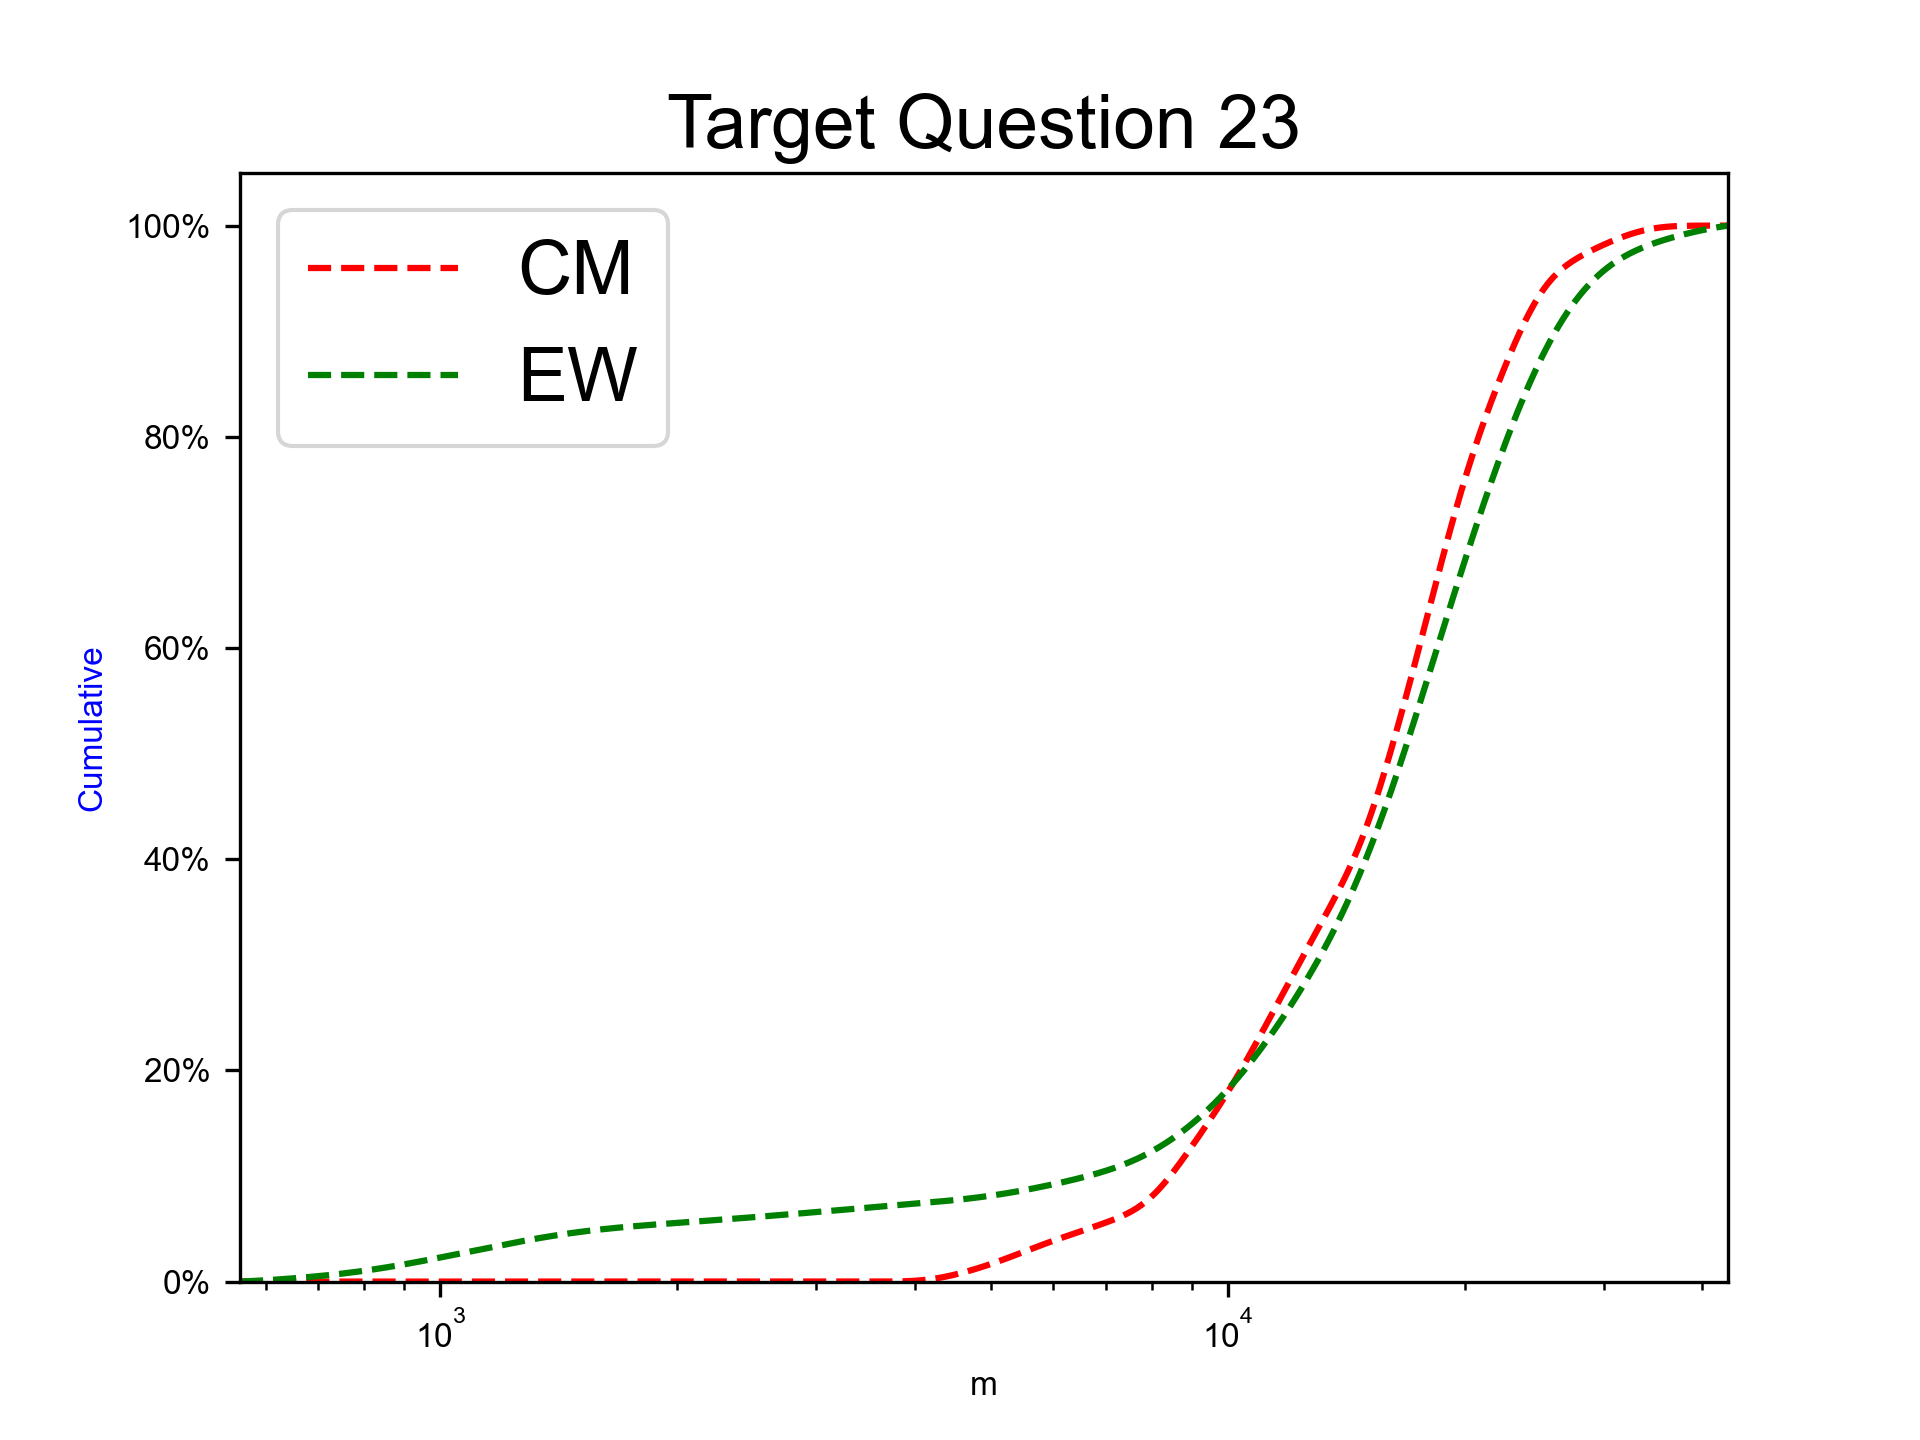 Target Question 23
CM
EW
100%
80%
60%
40%
20%
0%
Cumulative
10³
10⁴
m